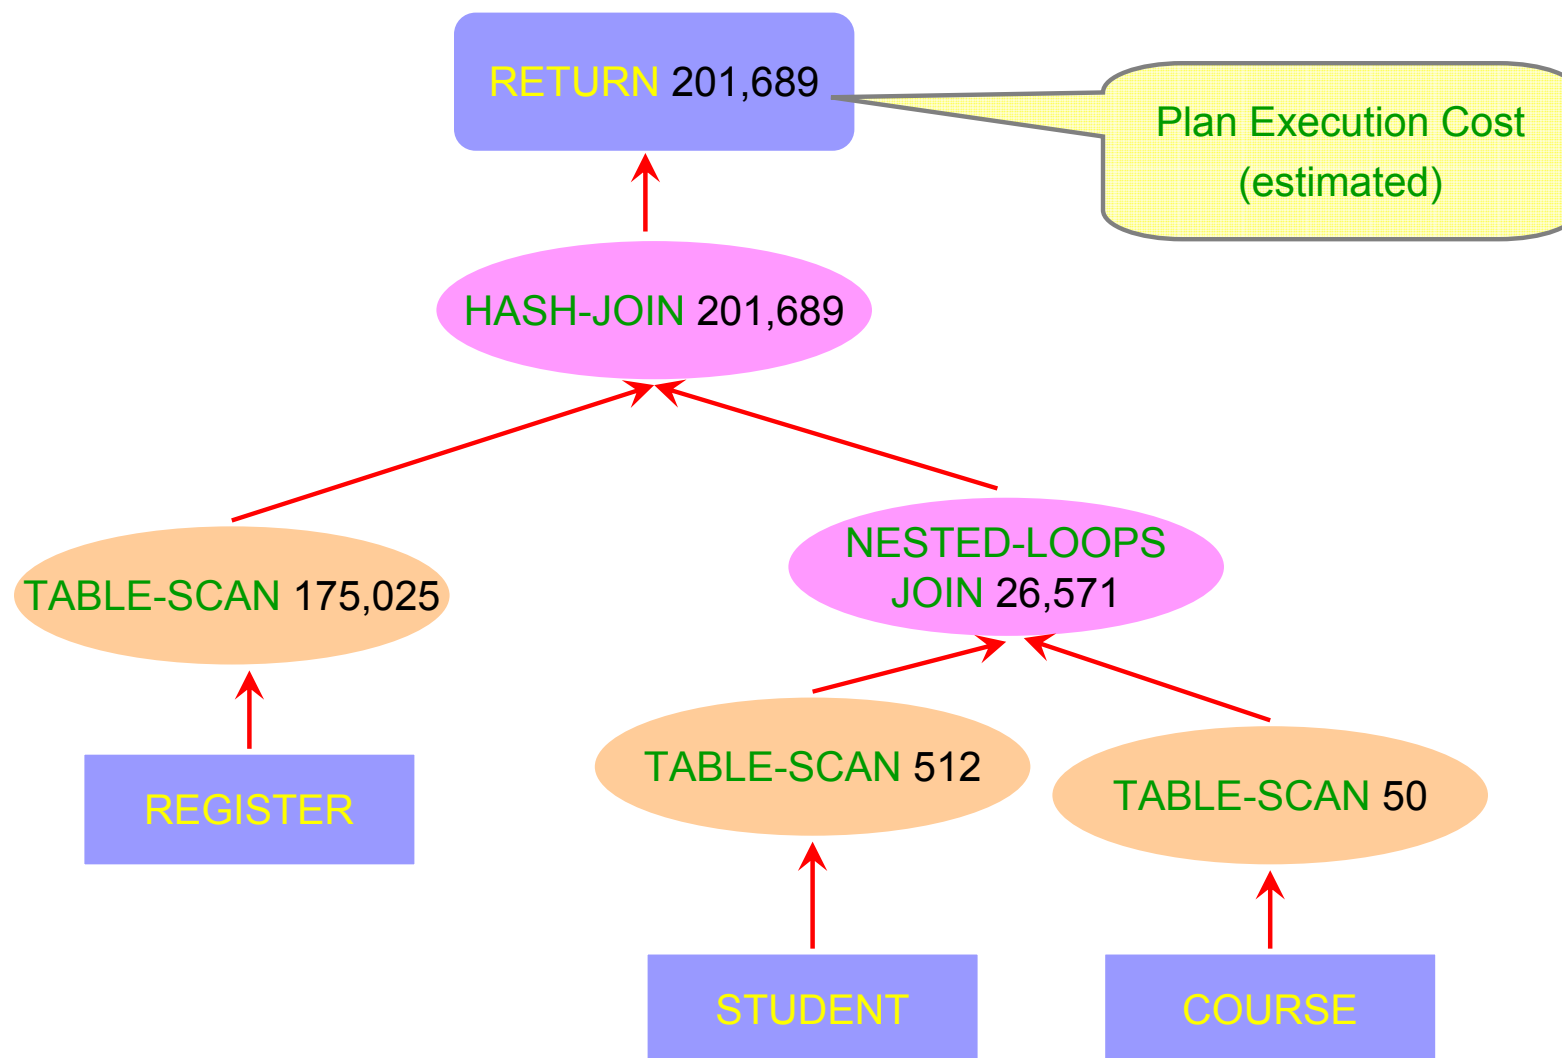 RETURN 201,689
Plan Execution Cost
(estimated)
HASH-JOIN 201,689
TABLE-SCAN 175,025
NESTED-LOOPS
JOIN 26,571
REGISTER
TABLE-SCAN 512
TABLE-SCAN 50
STUDENT
COURSE